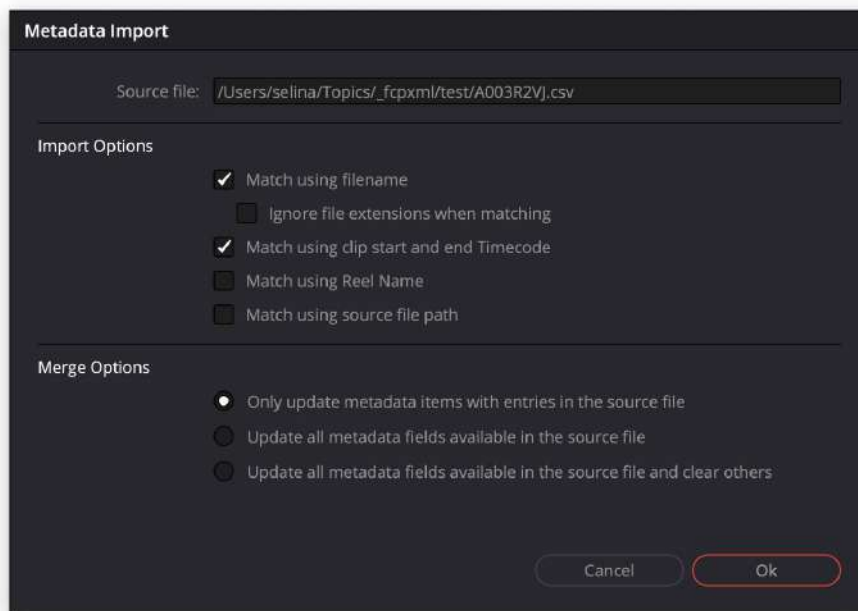 Metadata Import
Source file: /Users/selina/Topics/_fcpxml/test/A003R2VJ.csv
Import Options
Match using filename
Ignore file extensions when matching
Match using clip start and end Timecode
Match using Reel Name
Match using source file path
Merge Options
Only update metadata items with entries in the source file
Update all metadata fields available in the source file
Update all metadata fields available in the source file and clear others
Cancel Ok